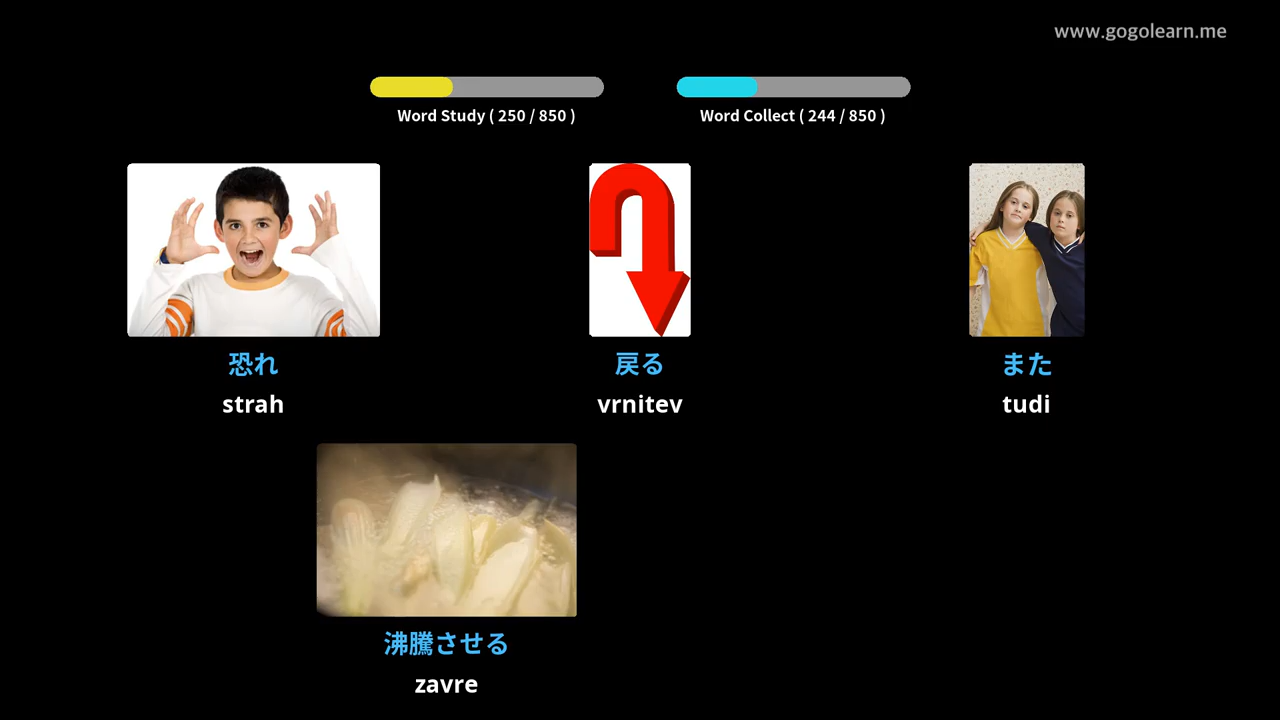 www.gogolearn.me
Word Study ( 250 / 850 )
Word Collect ( 244 / 850 )
恐れ
strah
戻る
vrnitev
また
tudi
沸騰させる
zavre